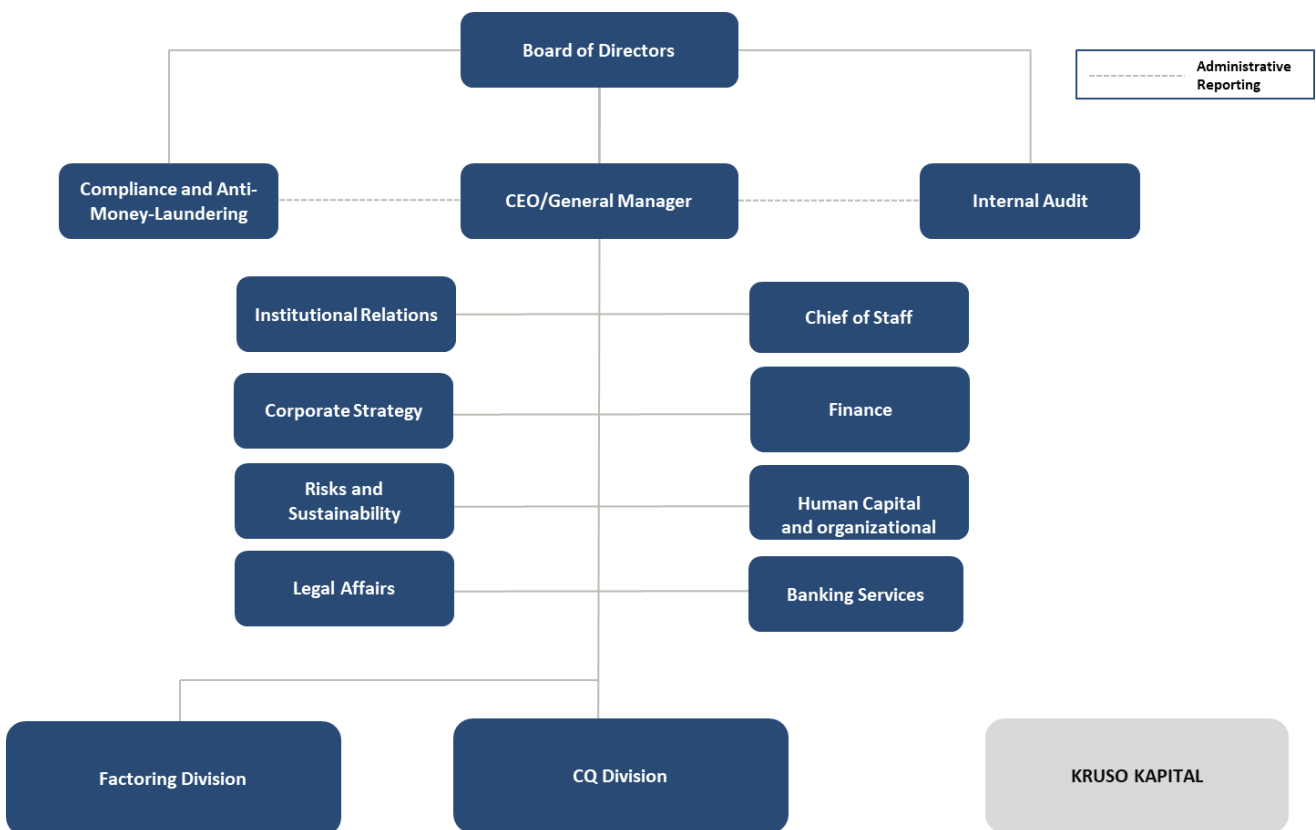 Board of Directors
Administrative
Reporting
Compliance and Anti-
Money-Laundering
CEO/General Manager
Internal Audit
Institutional Relations
Chief of Staff
Corporate Strategy
Finance
Risks and
Sustainability
Human Capital
and organizational
Legal Affairs
Banking Services
Factoring Division
CQ Division
KRUSO KAPITAL